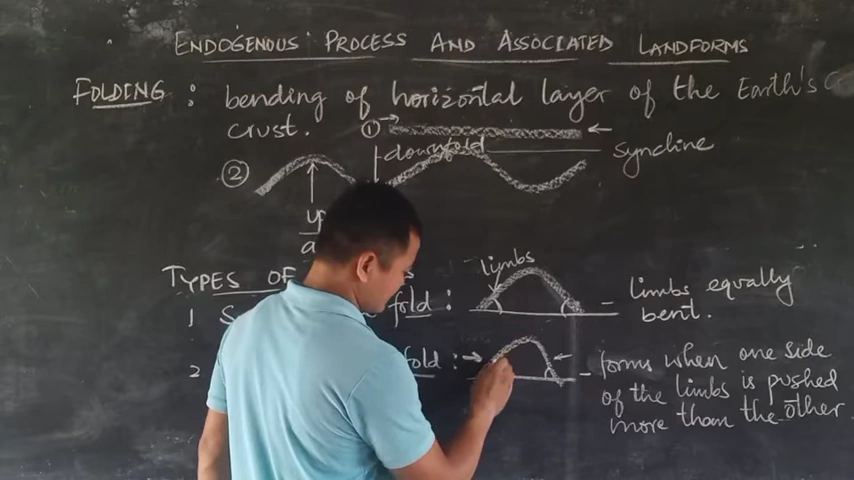 ENDOGENOUS PROCESS AND ASSOCIATED LANDFORMS
FOLDING : bending of horizontal layer of the Earth's
crust.
①
downfold
syncline
②
up
a
TYPES OF
limbs
1 S fold : - limbs equally
bent.
2 fold : - forms when one side
of the limbs is pushed
more than the other